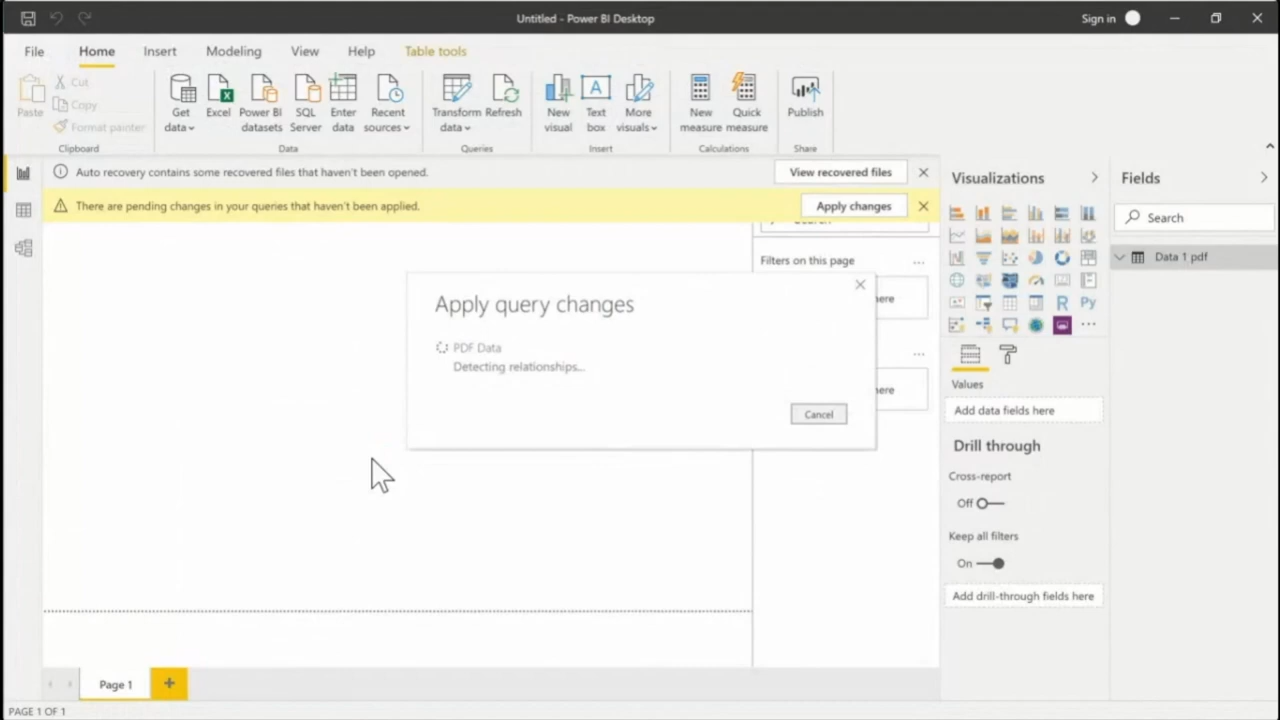 Untitled - Power BI Desktop
Sign in
File Home Insert Modeling View Help Table tools
Paste
Cut
Copy
Format painter
Clipboard
Get data
Excel
Power BI datasets
SQL Server
Enter data
Recent sources
Data
Transform data
Refresh
Queries
New visual
Text box
More visuals
Insert
New measure
Quick measure
Calculations
Publish
Share
Auto recovery contains some recovered files that haven't been opened.
View recovered files
There are pending changes in your queries that haven't been applied.
Apply changes
Filters on this page
...
ere
...
ere
Apply query changes
PDF Data
Detecting relationships...
Cancel
Visualizations
R
Py
...
Values
Add data fields here
Drill through
Cross-report
Off
Keep all filters
On
Add drill-through fields here
Fields
Search
Data 1 pdf
Page 1
+
PAGE 1 OF 1